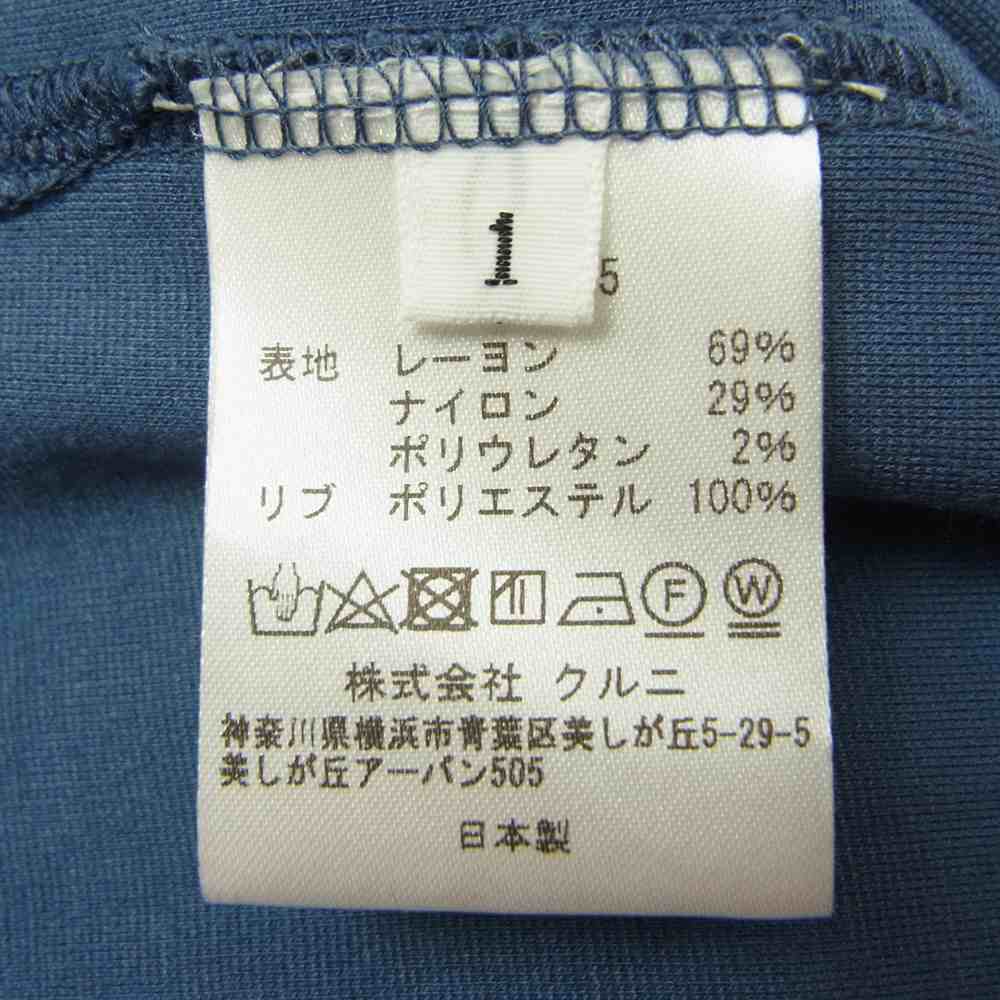 1
5
表地 レーヨン 69%
ナイロン 29%
ポリウレタン 2%
リブ ポリエステル 100%
F W
株式会社 クルニ
神奈川県横浜市青葉区美しが丘5-29-5
美しが丘アーバン505
日本製